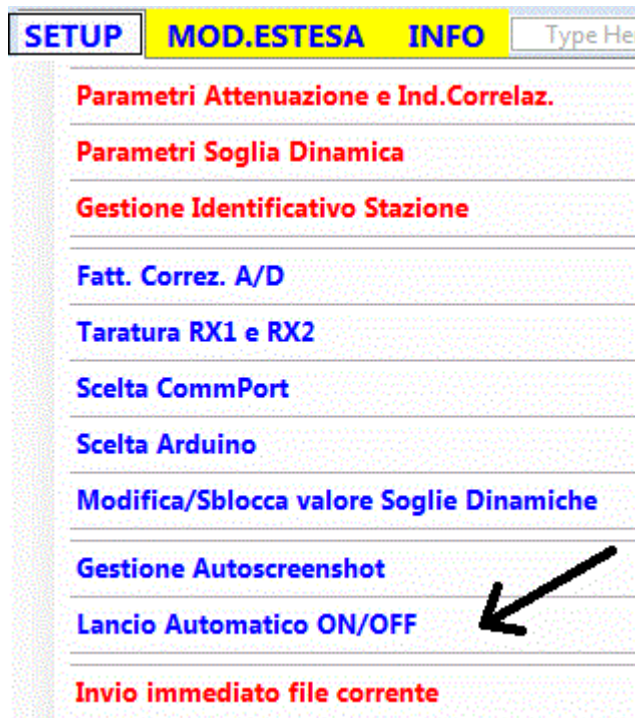 SETUP MOD.ESTESA INFO Type He
Parametri Attenuazione e Ind.Correlaz.
Parametri Soglia Dinamica
Gestione Identificativo Stazione
Fatt. Correz. A/D
Taratura RX1 e RX2
Scelta CommPort
Scelta Arduino
Modifica/Sblocca valore Soglie Dinamiche
Gestione Autoscreenshot
Lancio Automatico ON/OFF
Invio immediato file corrente